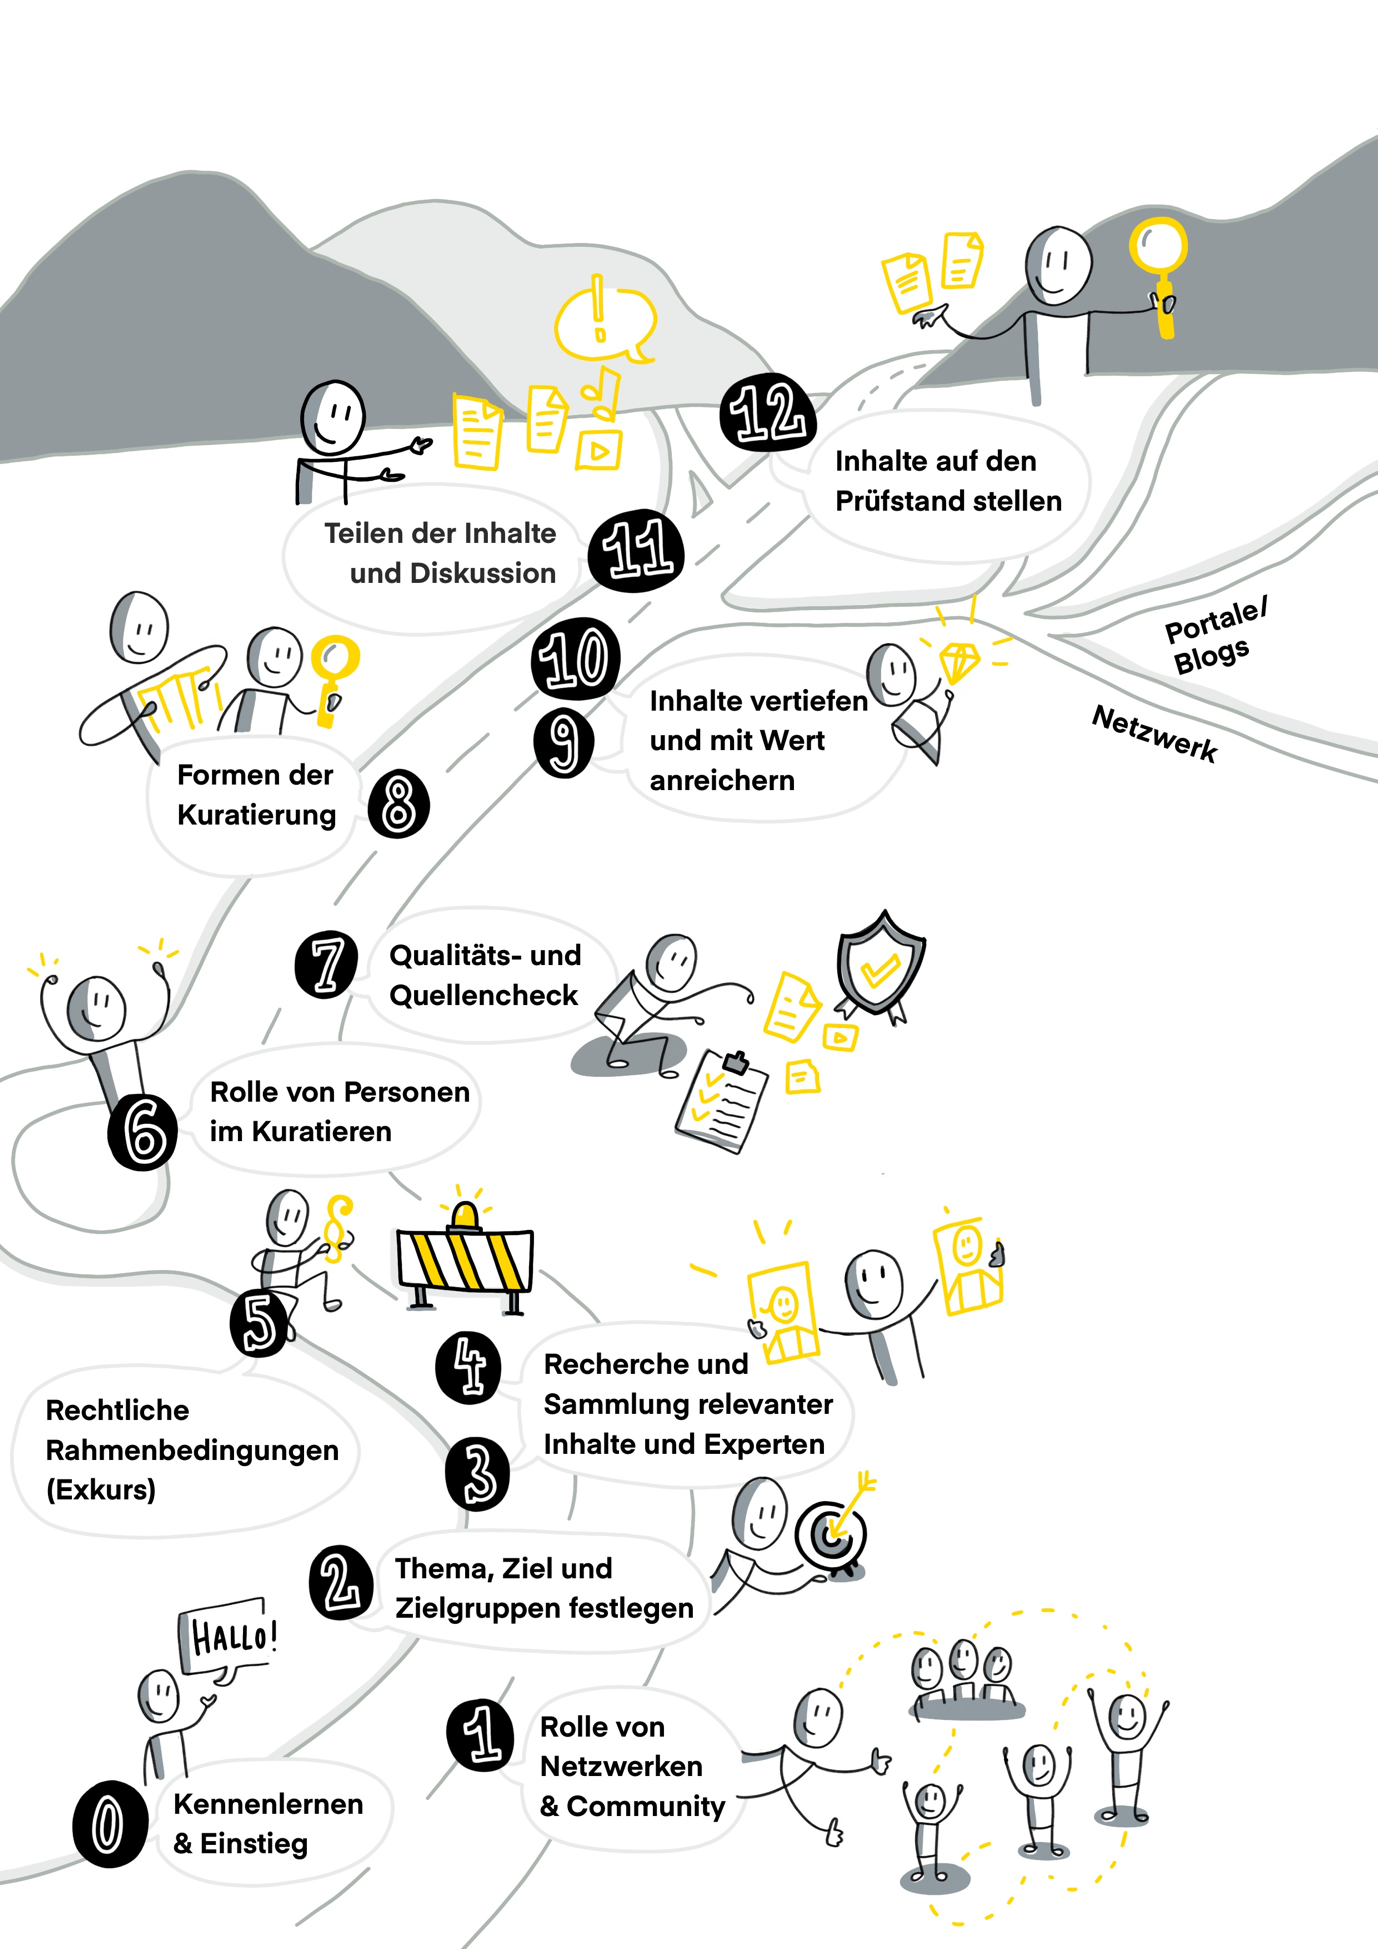 12
Inhalte auf den
Prüfstand stellen
Teilen der Inhalte
und Diskussion
11
Portale/
Blogs
Netzwerk
10
9
Inhalte vertiefen
und mit Wert
anreichern
Formen der
Kuratierung
8
7
Qualitäts- und
Quellencheck
6
Rolle von Personen
im Kuratieren
§
5
Rechtliche
Rahmenbedingungen
(Exkurs)
4
3
Recherche und
Sammlung relevanter
Inhalte und Experten
2
Thema, Ziel und
Zielgruppen festlegen
HALLO!
1
Rolle von
Netzwerken
& Community
0
Kennenlernen
& Einstieg